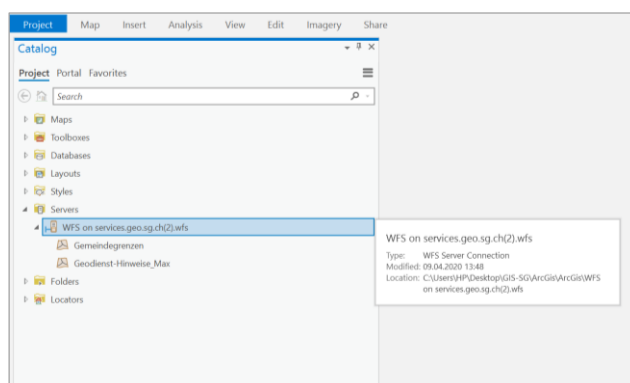 Project Map Insert Analysis View Edit Imagery Share
Catalog
Project Portal Favorites
Search
Maps
Toolboxes
Databases
Layouts
Styles
Servers
WFS on services.geo.sg.ch(2).wfs
Gemeindegrenzen
Geodienst-Hinweise_Max
Folders
Locators
WFS on services.geo.sg.ch(2).wfs
Type: WFS Server Connection
Modified: 09.04.2020 13:48
Location: C:\Users\HP\Desktop\GIS-SG\ArcGis\ArcGis\WFS
on services.geo.sg.ch(2).wfs